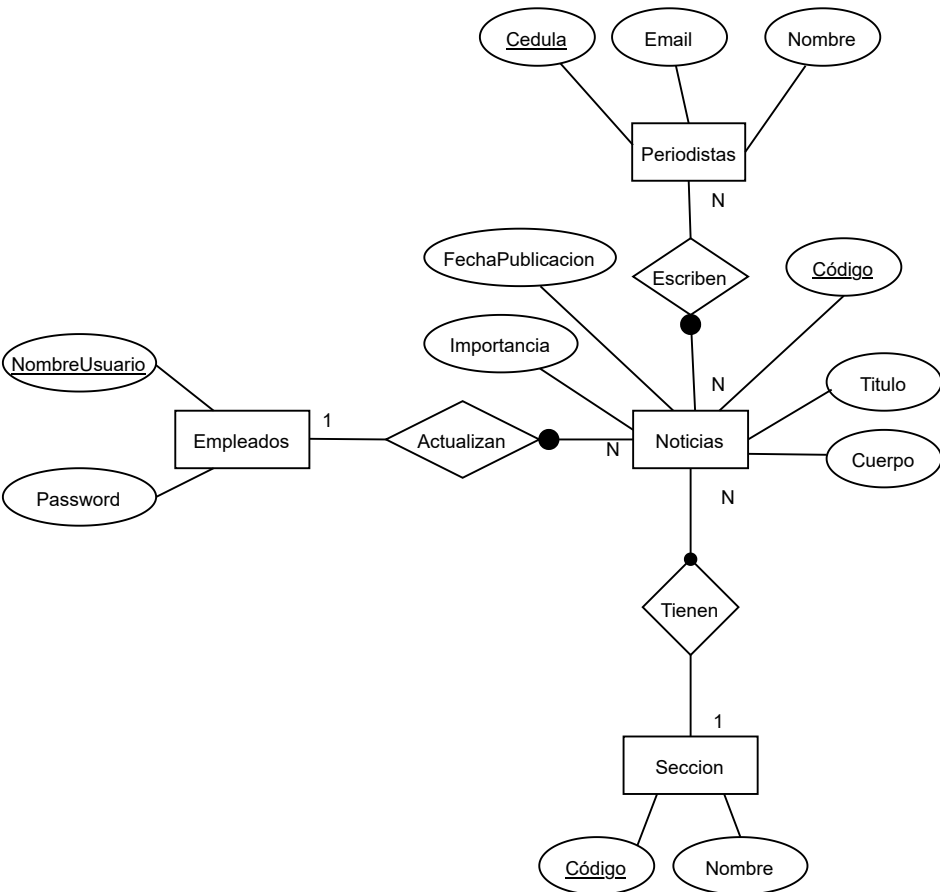 Cedula
Email
Nombre
Periodistas
N
FechaPublicacion
Escriben
Código
Importancia
NombreUsuario
N
Titulo
1
Empleados
Actualizan
N
Noticias
Cuerpo
Password
N
Tienen
1
Seccion
Código
Nombre